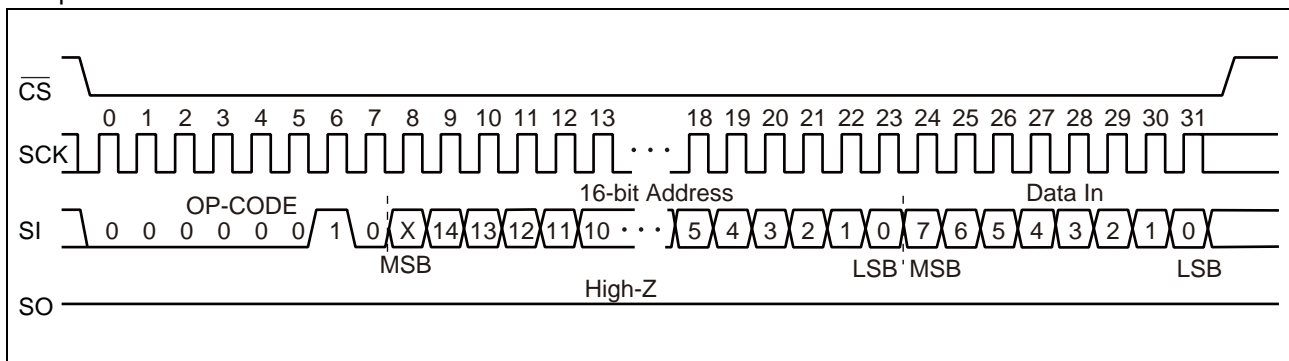 CS
0 1 2 3 4 5 6 7 8 9 10 11 12 13 18 19 20 21 22 23 24 25 26 27 28 29 30 31
SCK · · ·
OP-CODE 16-bit Address Data In
SI 0 0 0 0 0 0 1 0 X 14 13 12 11 10 · · · 5 4 3 2 1 0 7 6 5 4 3 2 1 0
MSB LSB MSB LSB
High-Z
SO